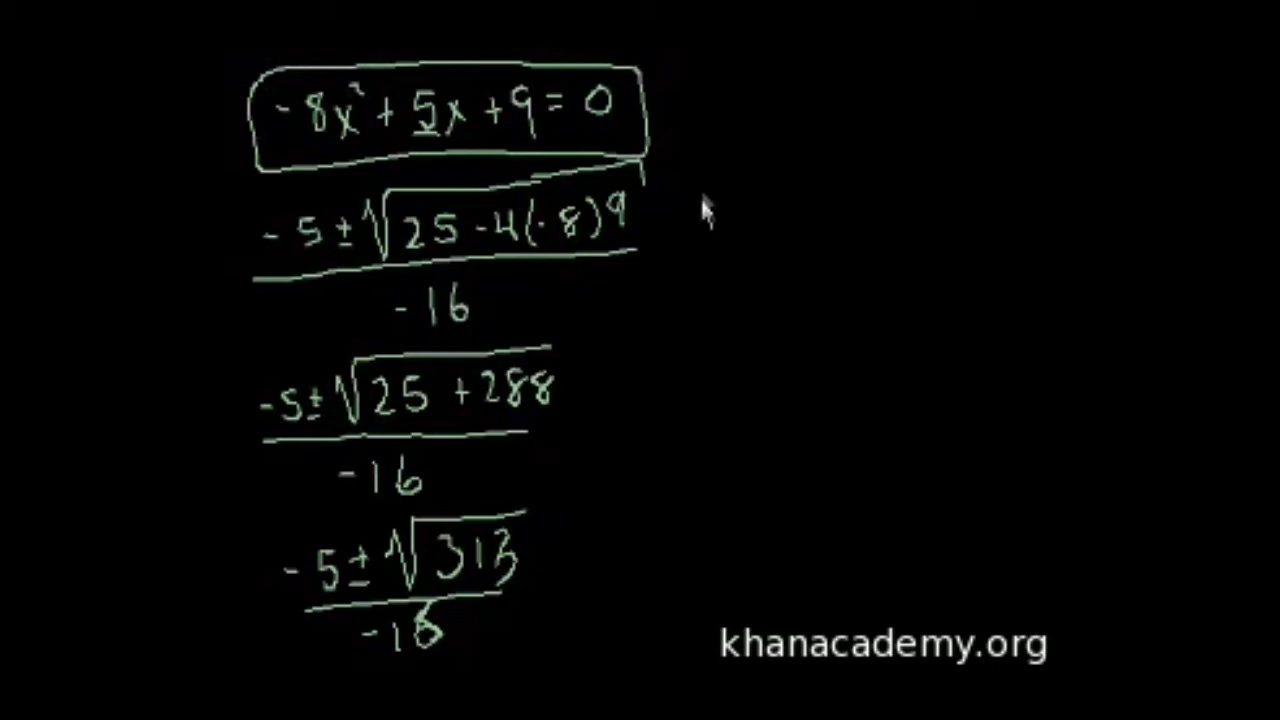 -8x² + 5x + 9 = 0
-5 ± √25 - 4(-8)9
-16
-5 ± √25 + 288
-16
-5 ± √313
-16
khanacademy.org